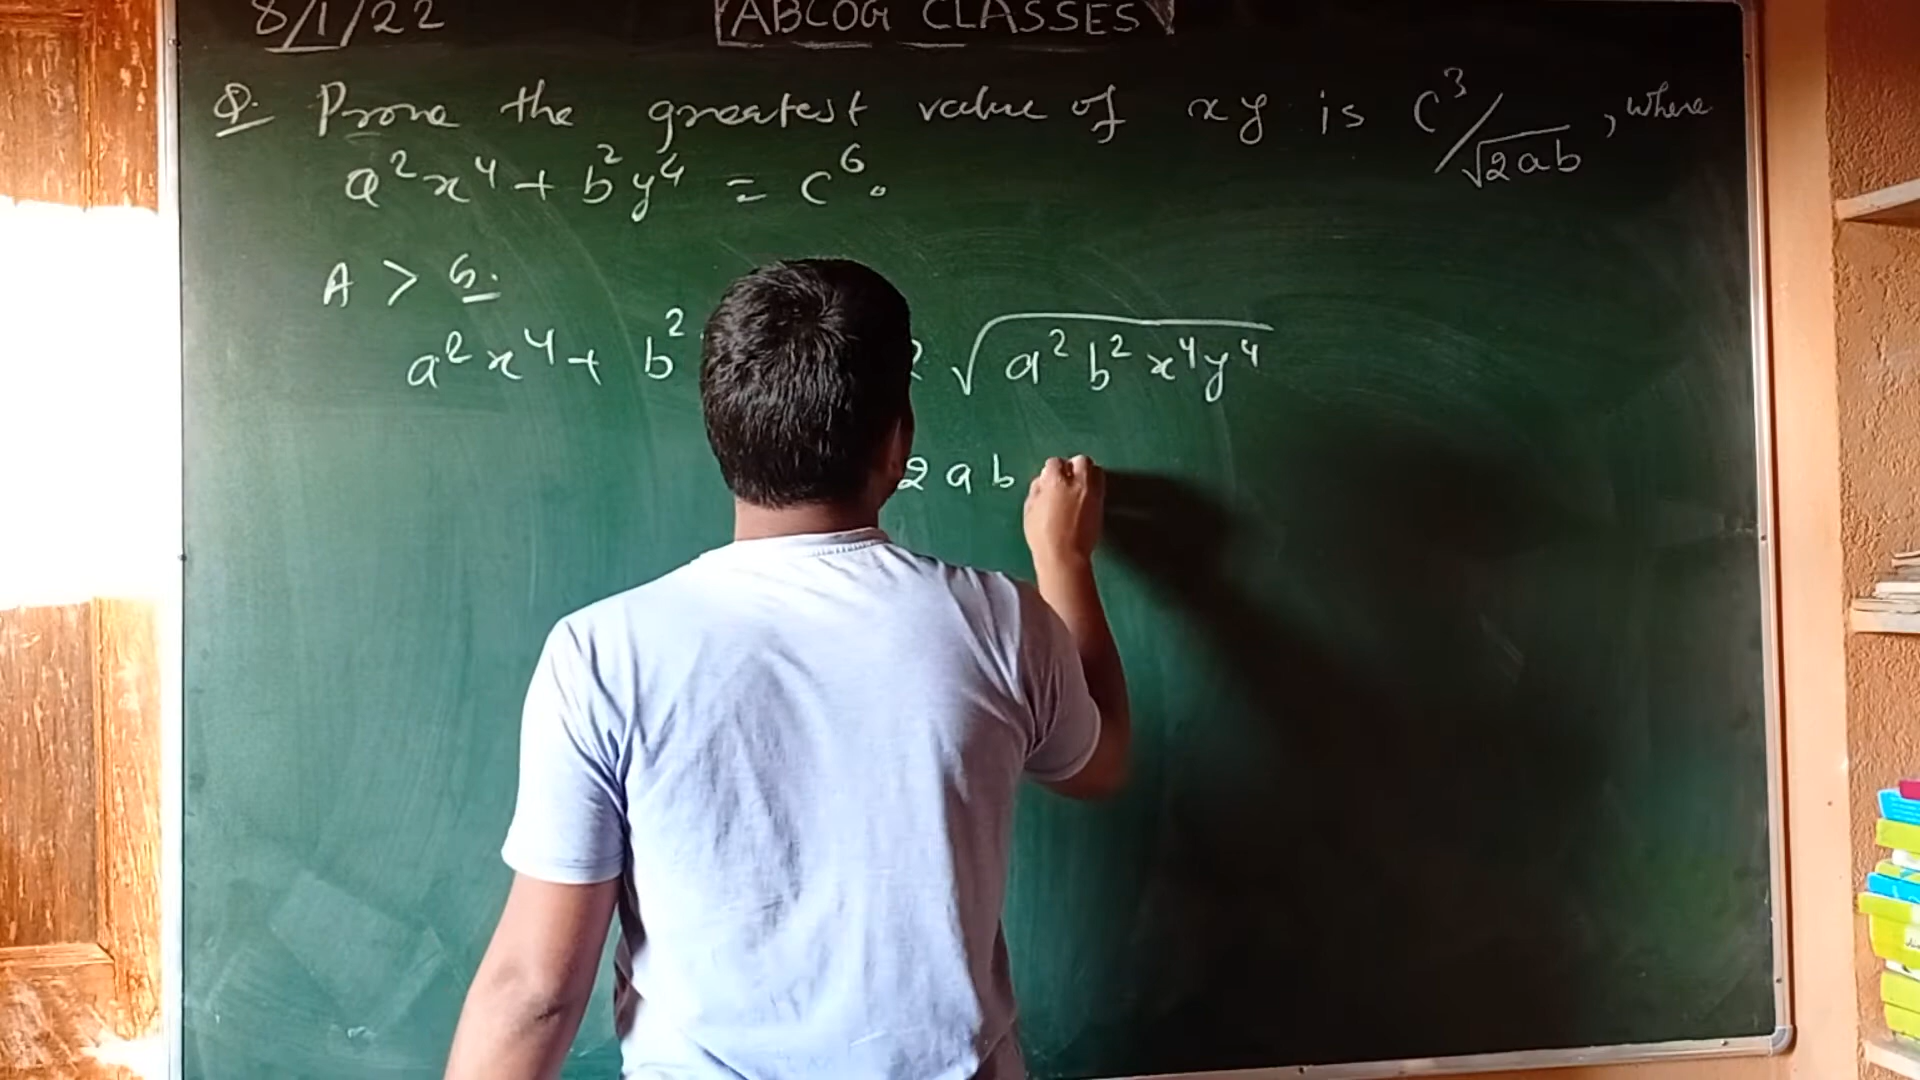 8/1/22 ABCOG CLASSES
Q. Prove the greatest value of xy is c³/√2ab, where
a²x⁴ + b²y⁴ = c⁶.
A > G.
a²x⁴ + b² √a²b²x⁴y⁴
2ab